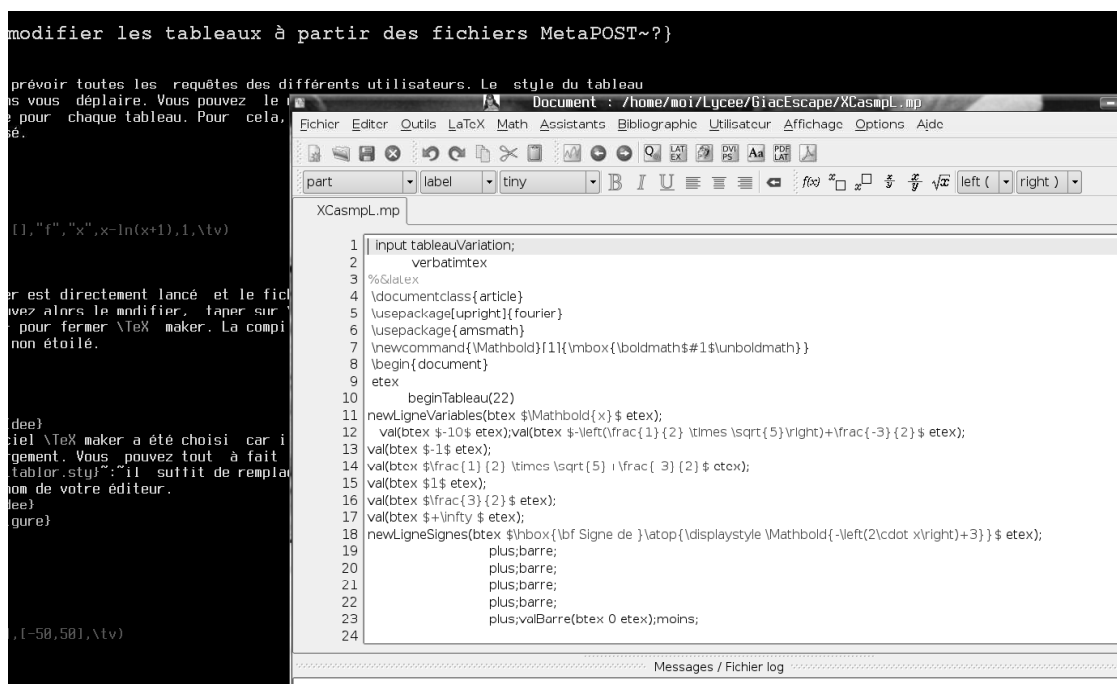 modifier les tableaux à partir des fichiers MetaPOST~?}
prévoir toutes les requêtes des différents utilisateurs. Le style du tableau
ns vous déplaire. Vous pouvez le
pour chaque tableau. Pour cela,
sé.
[],"f","x",x-ln(x+1),1,\tv)
er est directement lancé et le fich
uvez alors le modifier, taper sur
pour fermer \TeX maker. La compi
non étoilé.
dee}
ciel \TeX maker a été choisi car i
rgement. Vous pouvez tout à fait
tablor.sty}~:~il suffit de remplac
nom de votre éditeur.
dee}
gure}
,[-50,50],\tv)
Document : /home/moi/Lycee/GiacEscape/XCasmpL.mp
Fichier Editer Outils LaTeX Math Assistants Bibliographie Utilisateur Affichage Options Aide
part label tiny B I U f(x) left ( right )
XCasmpL.mp
1 input tableauVariation;
2 verbatimtex
3 %&latex
4 \documentclass{article}
5 \usepackage[upright]{fourier}
6 \usepackage{amsmath}
7 \newcommand{\Mathbold}[1]{\mbox{\boldmath$#1$\unboldmath}}
8 \begin{document}
9 etex
10 beginTableau(22)
11 newLigneVariables(btex $\Mathbold{x}$ etex);
12 val(btex $-10$ etex);val(btex $-\left(\frac{1}{2} \times \sqrt{5}\right)+\frac{-3}{2}$ etex);
13 val(btex $-1$ etex);
14 val(btex $\frac{1}{2} \times \sqrt{5}+\frac{-3}{2}$ etex);
15 val(btex $1$ etex);
16 val(btex $\frac{3}{2}$ etex);
17 val(btex $+\infty $ etex);
18 newLigneSignes(btex $\hbox{\bf Signe de }\atop{\displaystyle \Mathbold{-\left(2\cdot x\right)+3}}$ etex);
19 plus;barre;
20 plus;barre;
21 plus;barre;
22 plus;barre;
23 plus;valBarre(btex 0 etex);moins;
24
Messages / Fichier log